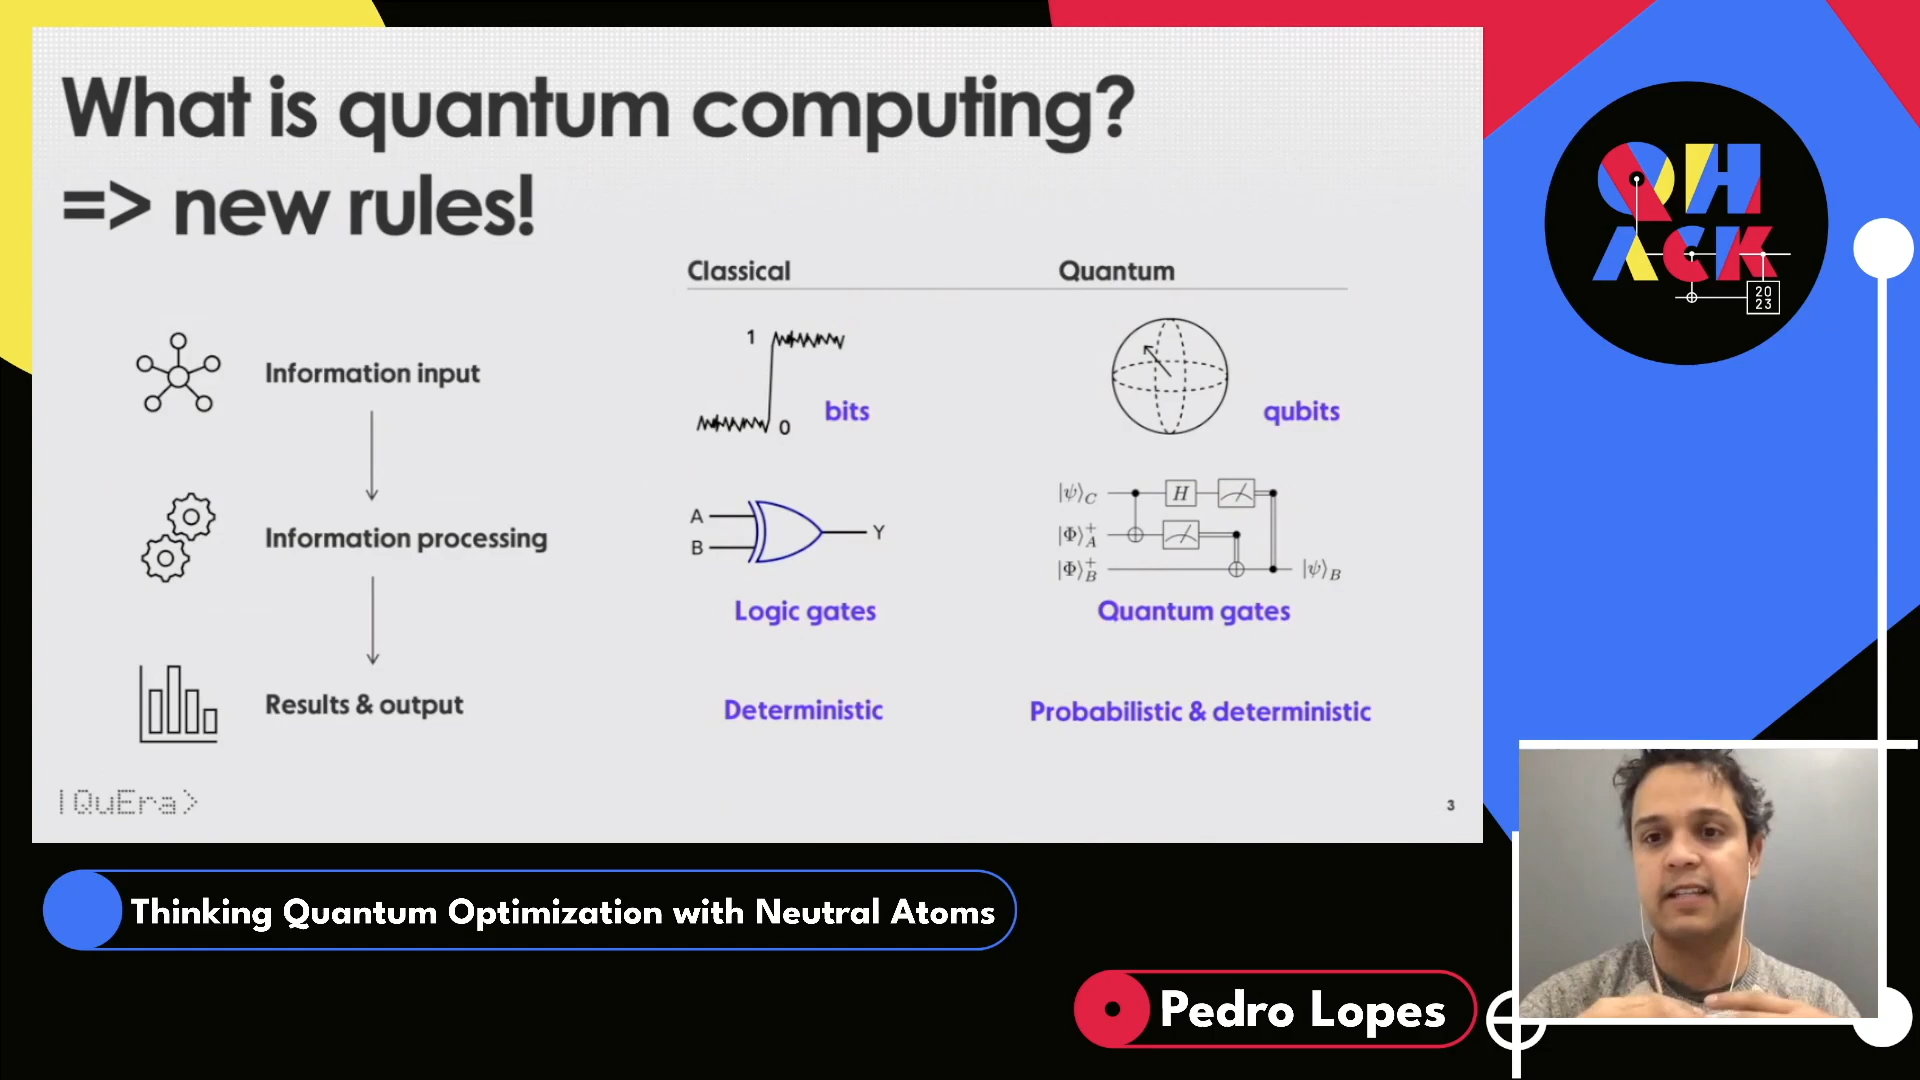 What is quantum computing?
=> new rules!
Classical
Quantum
Information input
1
0
bits
qubits
Information processing
A
B
Y
Logic gates
|ψ⟩C
H
|Φ⟩A+
|Φ⟩B+
|ψ⟩B
Quantum gates
Results & output
Deterministic
Probabilistic & deterministic
|QuEra>
3
QH
ACK
20
23
Thinking Quantum Optimization with Neutral Atoms
Pedro Lopes